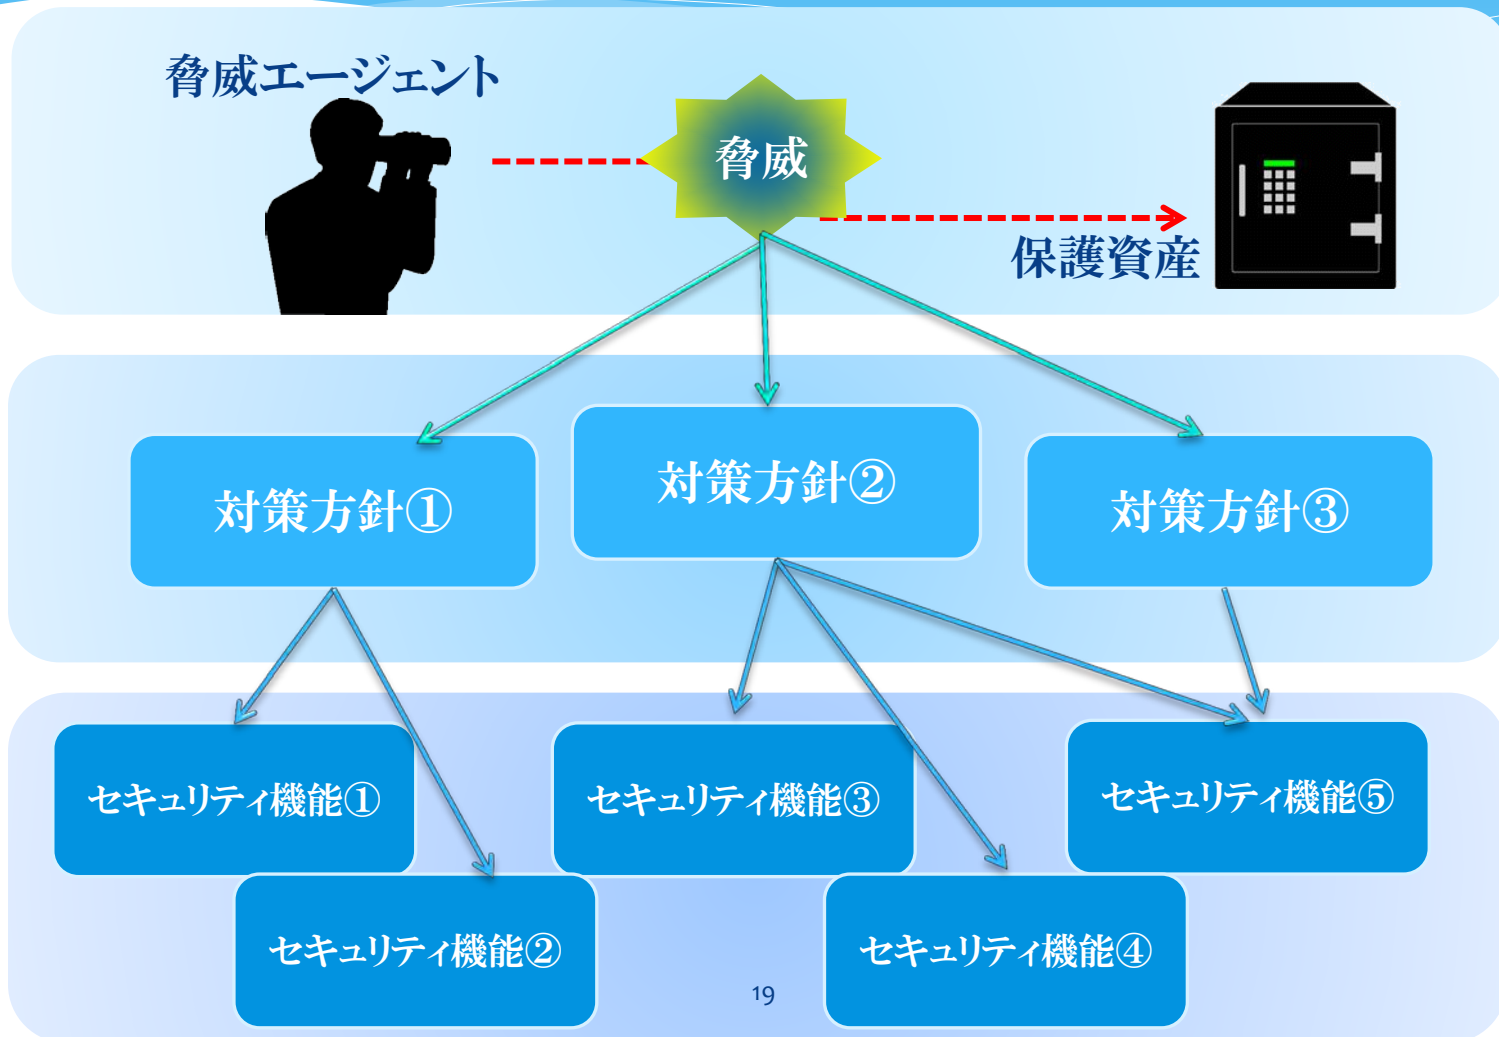 脅威エージェント
脅威
保護資産
対策方針①
対策方針②
対策方針③
セキュリティ機能①
セキュリティ機能③
セキュリティ機能⑤
セキュリティ機能②
セキュリティ機能④
19